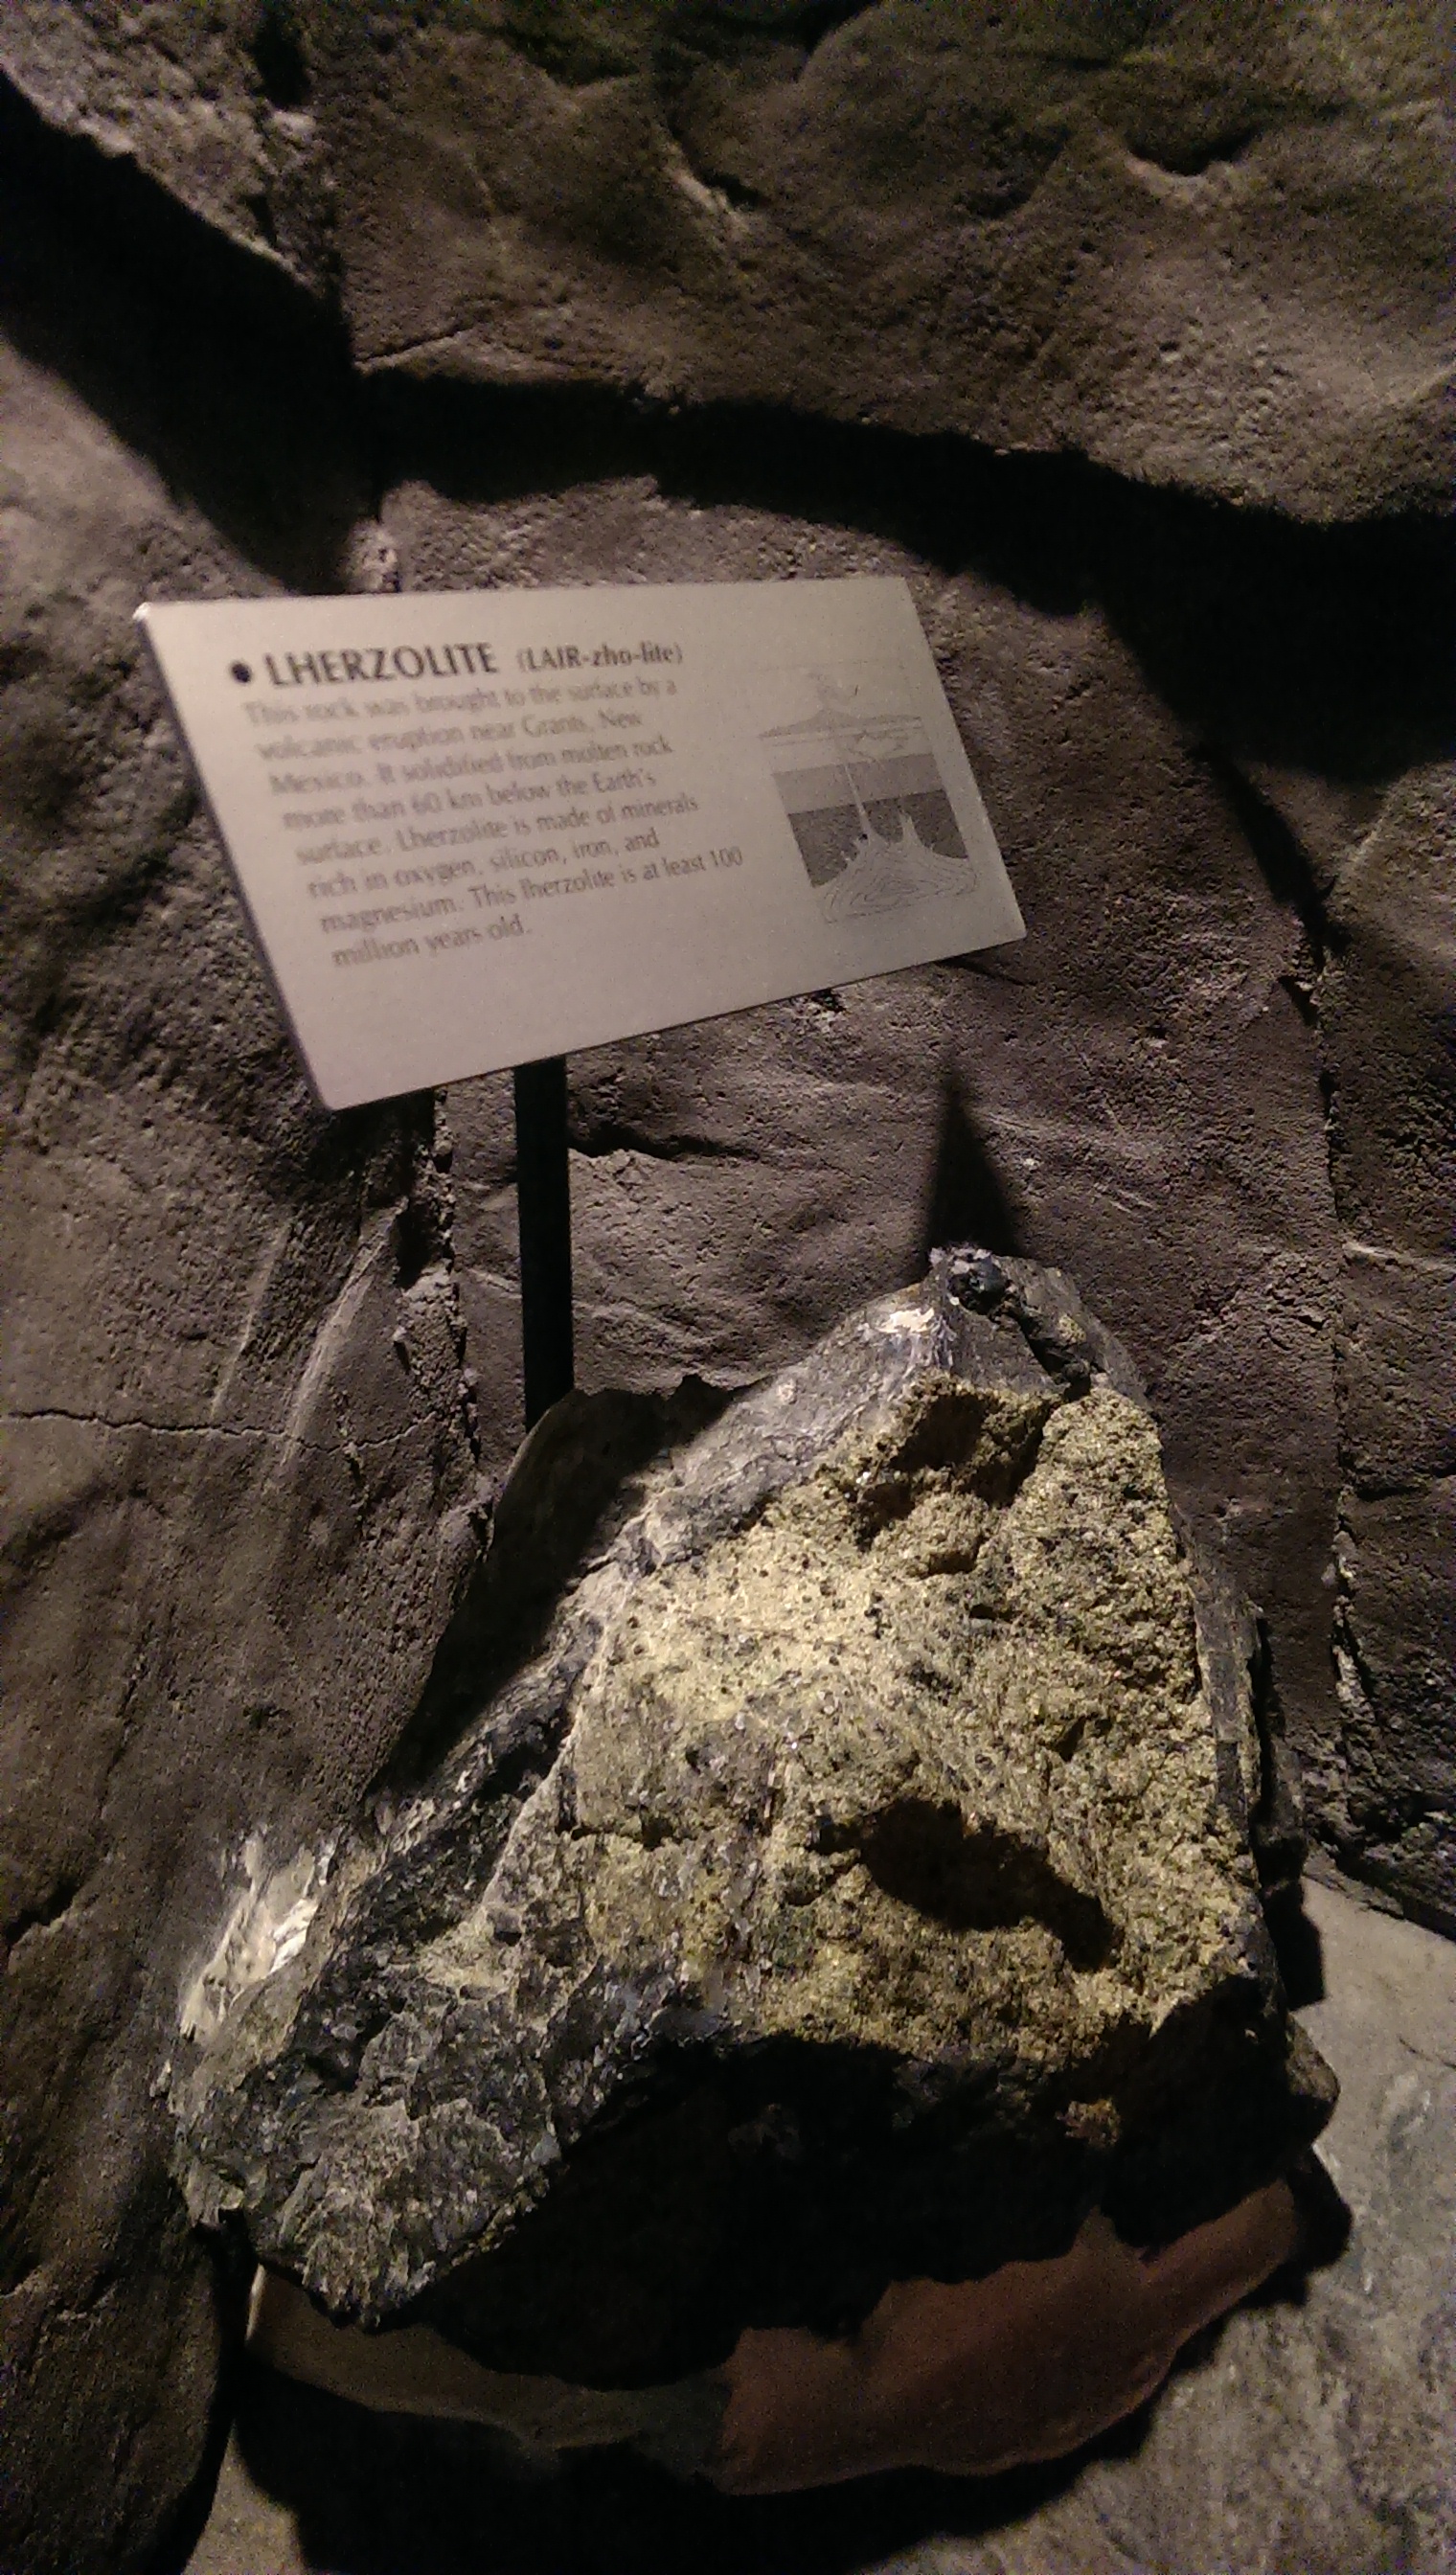 • LHERZOLITE (LAIR-zho-lite)
This rock was brought to the surface by a
volcanic eruption near Grants, New
Mexico. It solidified from molten rock
more than 60 km below the Earth's
surface. Lherzolite is made of minerals
rich in oxygen, silicon, iron, and
magnesium. This lherzolite is at least 100
million years old.